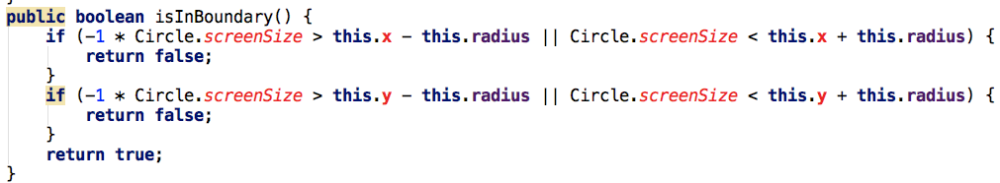 public boolean isInBoundary() {
if (-1 * Circle.screenSize > this.x - this.radius || Circle.screenSize < this.x + this.radius) {
return false;
}
if (-1 * Circle.screenSize > this.y - this.radius || Circle.screenSize < this.y + this.radius) {
return false;
}
return true;
}